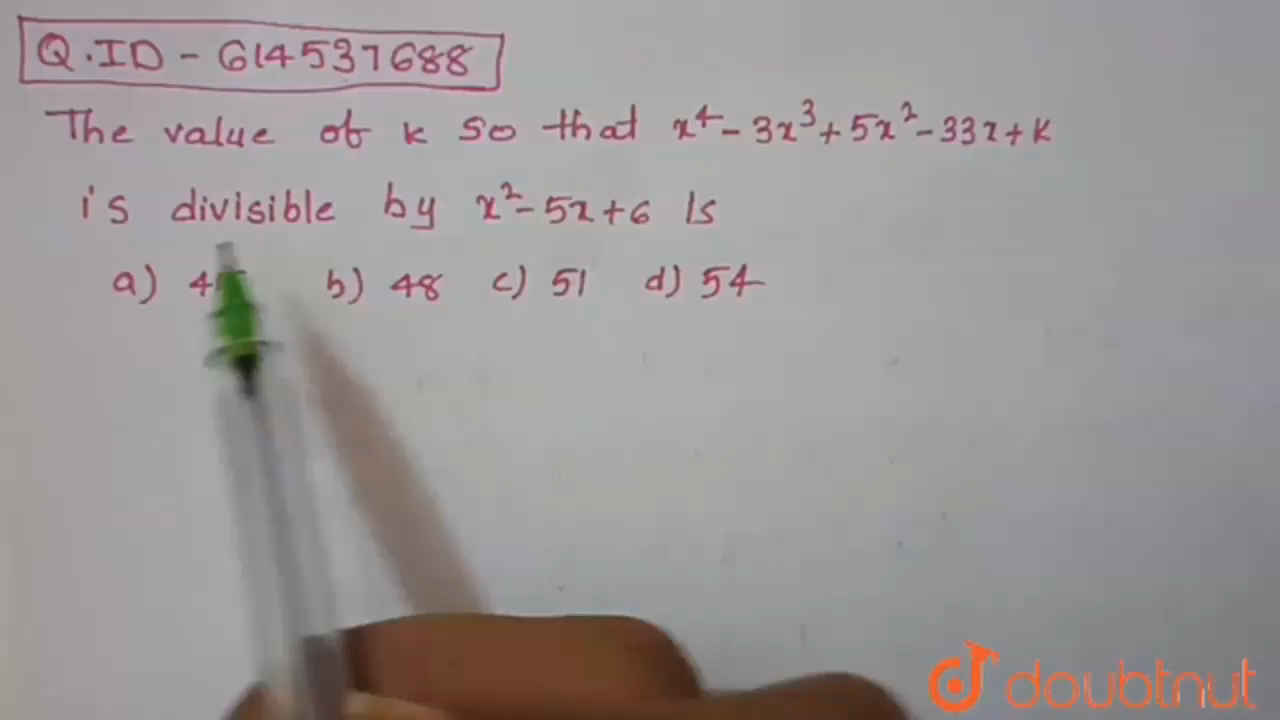 Q.ID - 614537688
The value of k so that x⁴ - 3x³ + 5x² - 33x + K
is divisible by x² - 5x + 6 is
a) b) 48 c) 51 d) 54
doubtnut